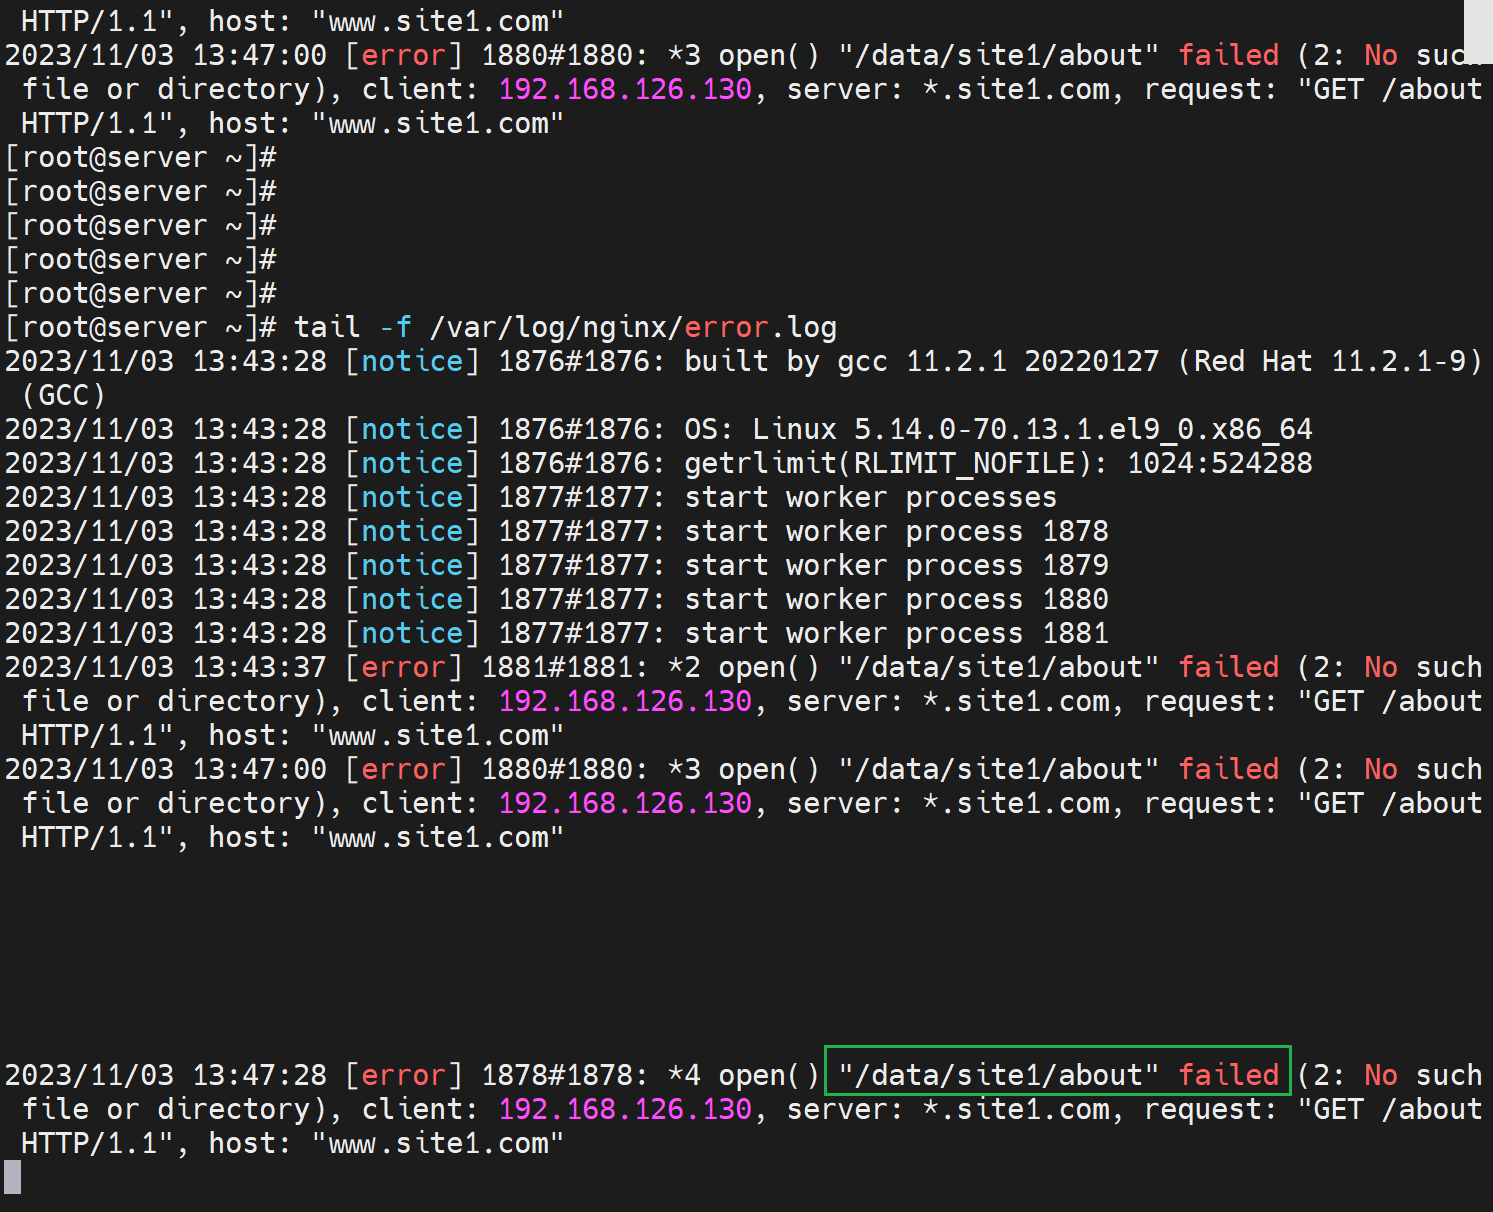 HTTP/1.1", host: "www.site1.com"
2023/11/03 13:47:00 [error] 1880#1880: *3 open() "/data/site1/about" failed (2: No such
file or directory), client: 192.168.126.130, server: *.site1.com, request: "GET /about
HTTP/1.1", host: "www.site1.com"
[root@server ~]#
[root@server ~]#
[root@server ~]#
[root@server ~]#
[root@server ~]#
[root@server ~]# tail -f /var/log/nginx/error.log
2023/11/03 13:43:28 [notice] 1876#1876: built by gcc 11.2.1 20220127 (Red Hat 11.2.1-9)
(GCC)
2023/11/03 13:43:28 [notice] 1876#1876: OS: Linux 5.14.0-70.13.1.el9_0.x86_64
2023/11/03 13:43:28 [notice] 1876#1876: getrlimit(RLIMIT_NOFILE): 1024:524288
2023/11/03 13:43:28 [notice] 1877#1877: start worker processes
2023/11/03 13:43:28 [notice] 1877#1877: start worker process 1878
2023/11/03 13:43:28 [notice] 1877#1877: start worker process 1879
2023/11/03 13:43:28 [notice] 1877#1877: start worker process 1880
2023/11/03 13:43:28 [notice] 1877#1877: start worker process 1881
2023/11/03 13:43:37 [error] 1881#1881: *2 open() "/data/site1/about" failed (2: No such
file or directory), client: 192.168.126.130, server: *.site1.com, request: "GET /about
HTTP/1.1", host: "www.site1.com"
2023/11/03 13:47:00 [error] 1880#1880: *3 open() "/data/site1/about" failed (2: No such
file or directory), client: 192.168.126.130, server: *.site1.com, request: "GET /about
HTTP/1.1", host: "www.site1.com"
2023/11/03 13:47:28 [error] 1878#1878: *4 open() "/data/site1/about" failed (2: No such
file or directory), client: 192.168.126.130, server: *.site1.com, request: "GET /about
HTTP/1.1", host: "www.site1.com"